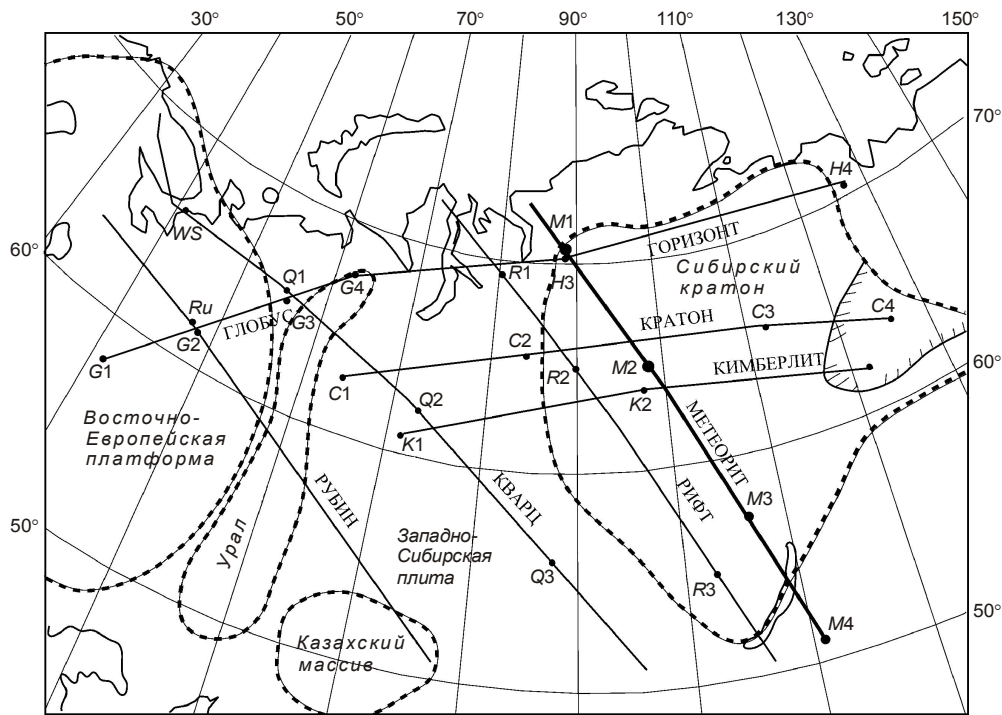 30° 50° 70° 90° 110° 130° 150°
70°
H4
M1
WS
ГОРИЗОНТ
60°
R1
H3
Сибирский
кратон
Q1
G4
Ru
G3
ГЛОБУС
G2
C3
C4
КРАТОН
C2
G1
60°
M2
КИМБЕРЛИТ
R2
C1
K2
Q2
K1
Восточно-
Европейская
платформа
МЕТЕОРИТ
РУБИН
КВАРЦ
РИФТ
M3
50°
Урал
Западно-
Сибирская
плита
Q3
R3
50°
M4
Казахский
массив